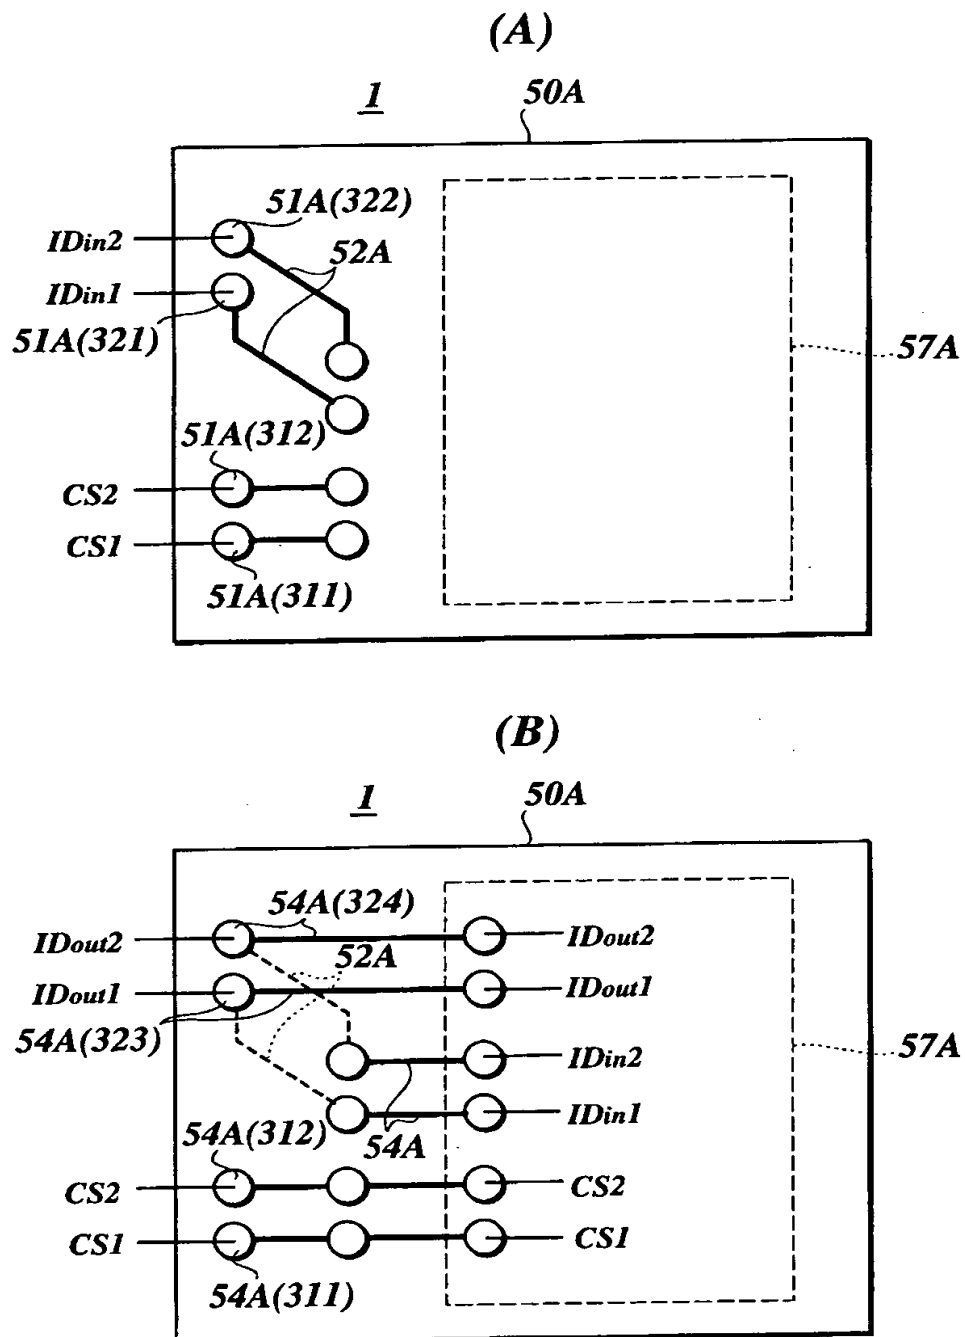 (A)
1
50A
51A(322)
IDin2
52A
IDin1
51A(321)
57A
51A(312)
CS2
CS1
51A(311)
(B)
1
50A
54A(324)
IDout2
IDout2
52A
IDout1
IDout1
54A(323)
57A
IDin2
IDin1
54A(312)
54A
CS2
CS2
CS1
CS1
54A(311)